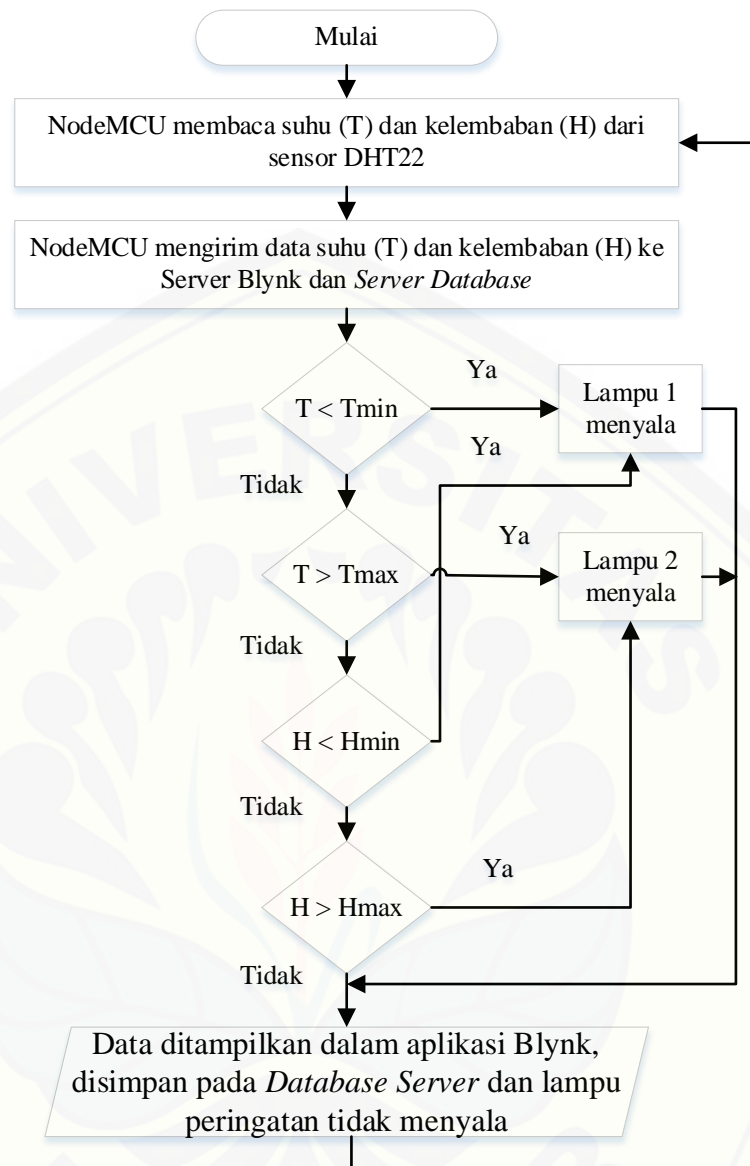 Mulai
NodeMCU membaca suhu (T) dan kelembaban (H) dari
sensor DHT22
NodeMCU mengirim data suhu (T) dan kelembaban (H) ke
Server Blynk dan Server Database
T < Tmin
Ya
Lampu 1
menyala
Ya
Tidak
T > Tmax
Ya
Lampu 2
menyala
Tidak
H < Hmin
Tidak
H > Hmax
Ya
Tidak
Data ditampilkan dalam aplikasi Blynk,
disimpan pada Database Server dan lampu
peringatan tidak menyala
UNIVERSITAS